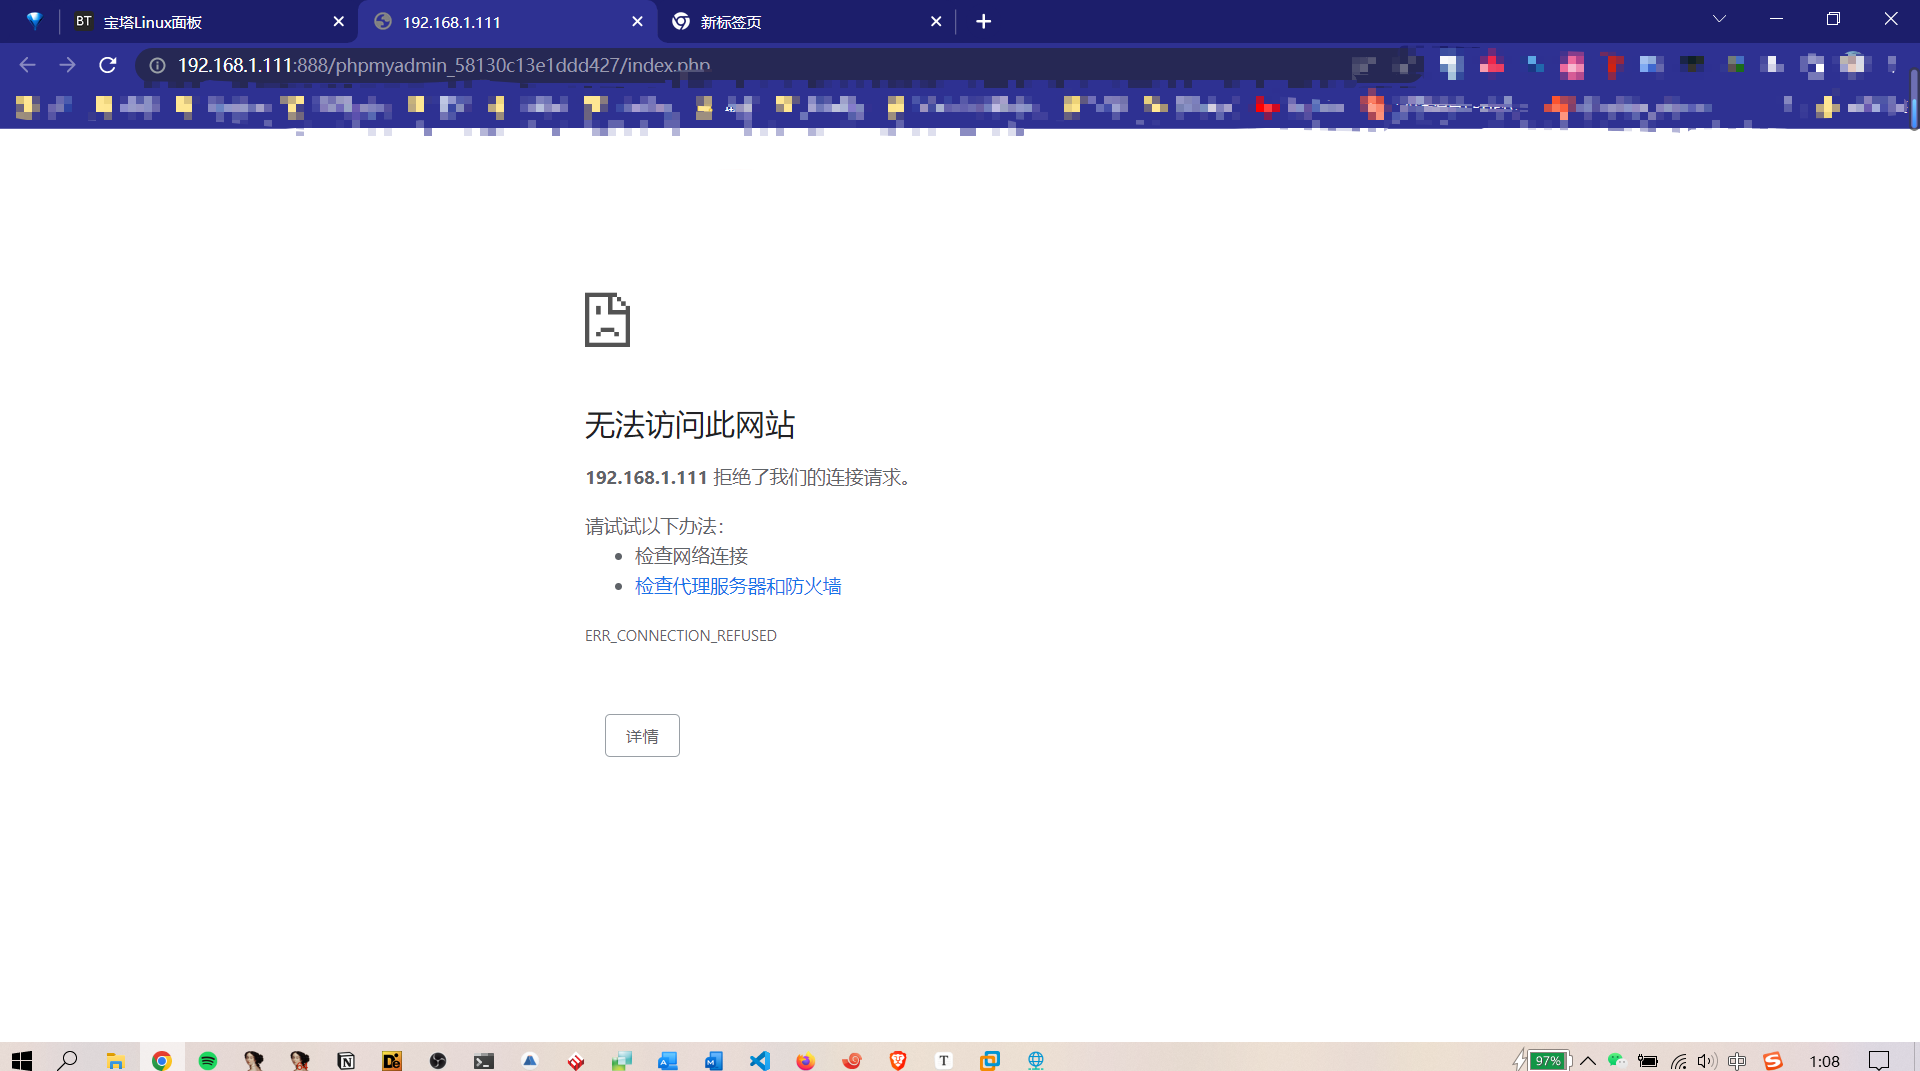 BT 宝塔Linux面板
192.168.1.111
新标签页
192.168.1.111:888/phpmyadmin_58130c13e1ddd427/index.php
无法访问此网站
192.168.1.111 拒绝了我们的连接请求。
请试试以下办法：
检查网络连接
检查代理服务器和防火墙
ERR_CONNECTION_REFUSED
详情
97%
中
1:08